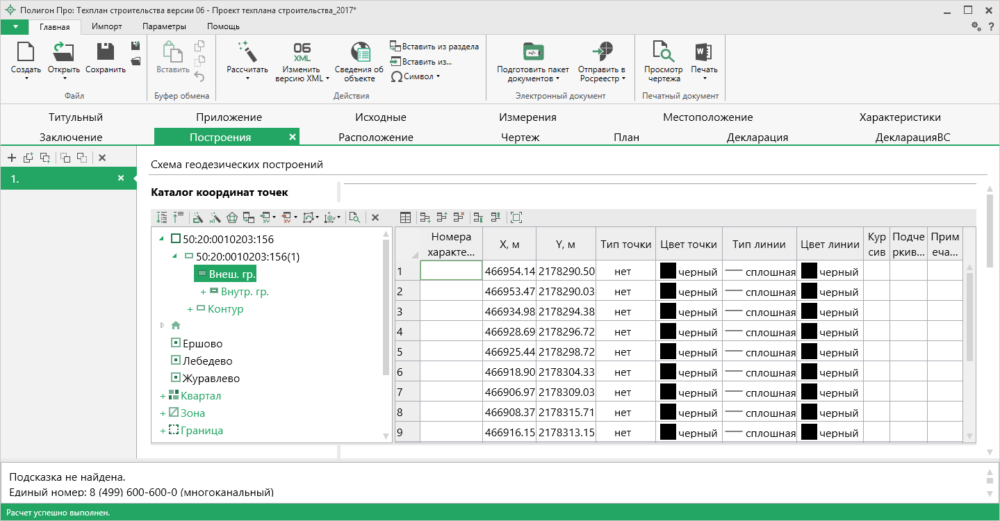 Полигон Про: Техплан строительства версии 06 - Проект техплана строительства_2017*
Главная Импорт Параметры Помощь
Создать Открыть Сохранить
Файл
Вставить
Буфер обмена
Рассчитать
06 XML
Изменить версию XML
Сведения об объекте
Вставить из раздела
Вставить из...
Символ
Действия
Подготовить пакет документов
Отправить в Росреестр
Электронный документ
Просмотр чертежа
Печать
Печатный документ
Титульный Приложение Исходные Измерения Местоположение Характеристики
Заключение Построения Расположение Чертеж План Декларация ДекларацияВС
1.
Схема геодезических построений
Каталог координат точек
50:20:0010203:156
50:20:0010203:156(1)
Внеш. гр.
+ Внутр. гр.
+ Контур
Ершово
Лебедево
Журавлево
+ Квартал
+ Зона
+ Граница
Номера характе... X, м Y, м Тип точки Цвет точки Тип линии Цвет линии Кур сив Подче ркив... Прим еча...
1 466954.14 2178290.50 нет черный сплошная черный
2 466953.47 2178290.03 нет черный сплошная черный
3 466934.98 2178294.38 нет черный сплошная черный
4 466928.69 2178296.72 нет черный сплошная черный
5 466925.44 2178298.72 нет черный сплошная черный
6 466918.90 2178304.33 нет черный сплошная черный
7 466906.97 2178309.03 нет черный сплошная черный
8 466908.37 2178315.71 нет черный сплошная черный
9 466916.15 2178313.15 нет черный сплошная черный
Подсказка не найдена.
Единый номер: 8 (499) 600-600-0 (многоканальный)
Расчет успешно выполнен.